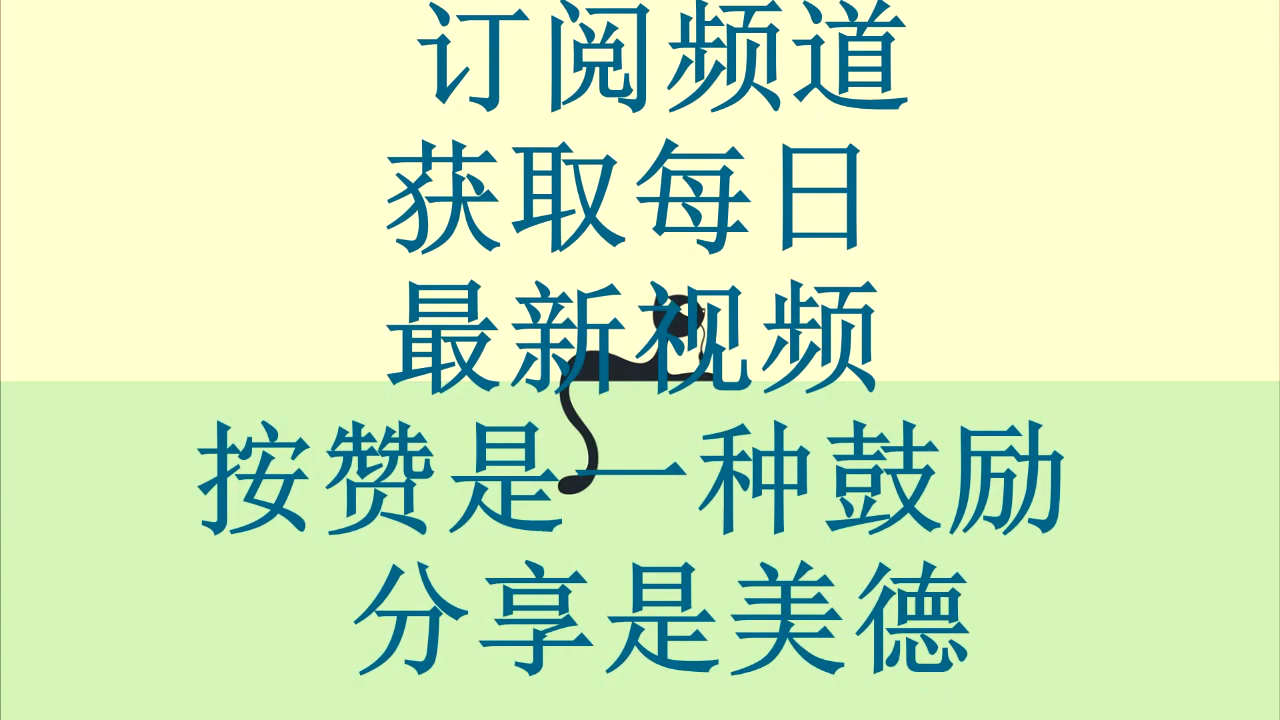 订阅频道
获取每日
最新视频
按赞是一种鼓励
分享是美德